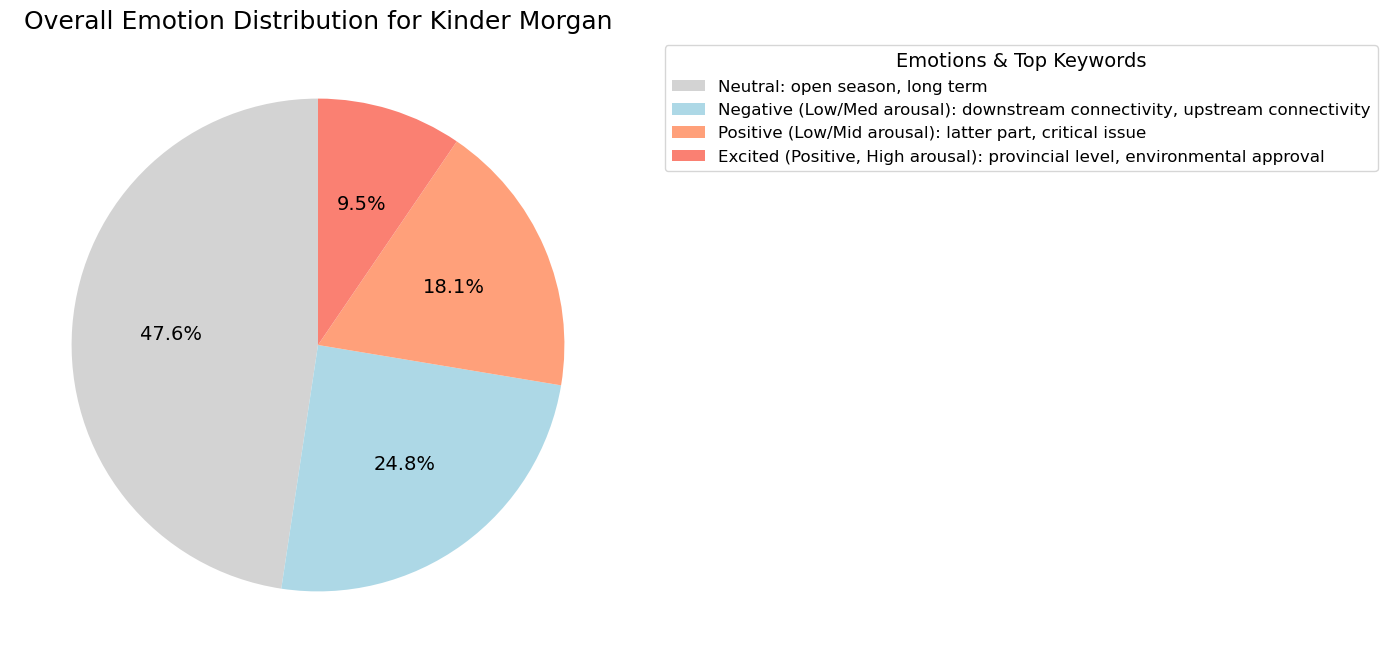 Overall Emotion Distribution for Kinder Morgan
Emotions & Top Keywords
Neutral: open season, long term
Negative (Low/Med arousal): downstream connectivity, upstream connectivity
Positive (Low/Mid arousal): latter part, critical issue
Excited (Positive, High arousal): provincial level, environmental approval
9.5%
18.1%
47.6%
24.8%